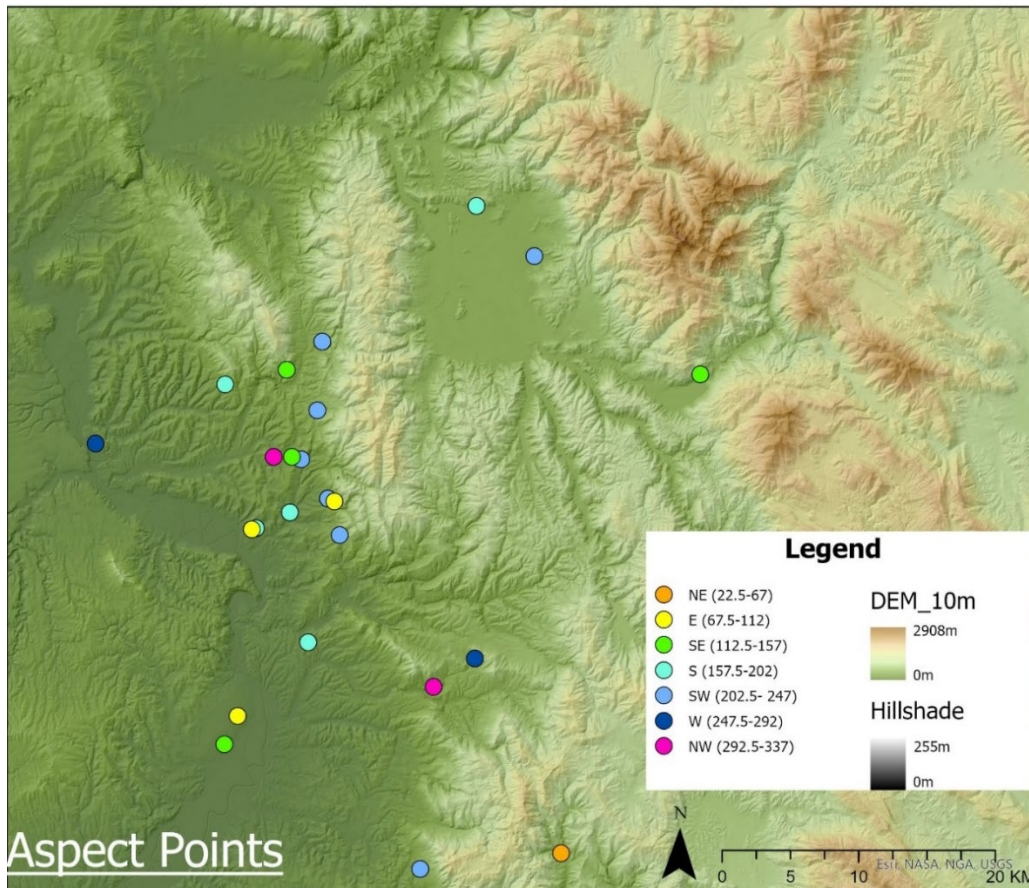 Legend
NE (22.5-67)
E (67.5-112)
SE (112.5-157)
S (157.5-202)
SW (202.5- 247)
W (247.5-292)
NW (292.5-337)
DEM_10m
2908m
0m
Hillshade
255m
0m
N
Aspect Points
Esri, NASA, NGA, USGS
0 5 10 20 KM